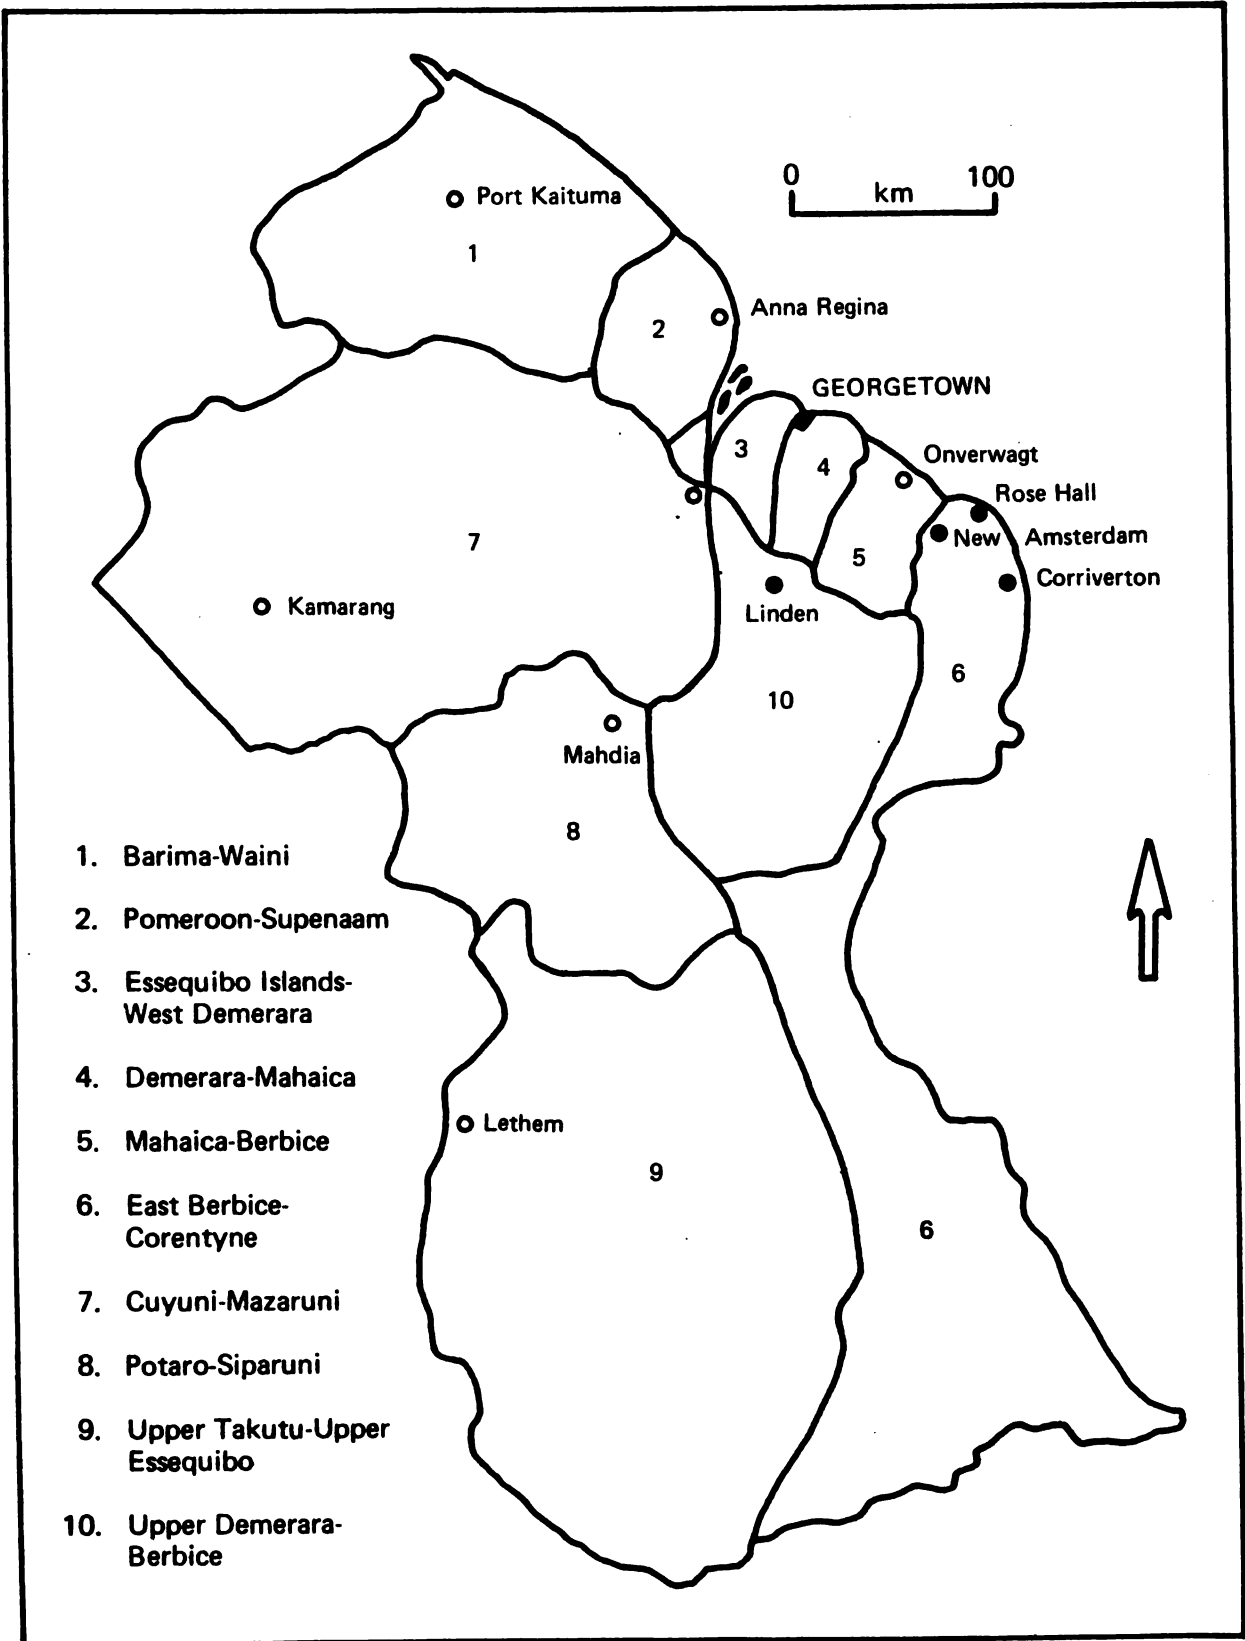 0 100
km
Port Kaituma
1
Anna Regina
2
GEORGETOWN
3
4
Onverwagt
Rose Hall
New Amsterdam
5
Corriverton
7
Kamarang
Linden
6
10
Mahdia
8
1. Barima-Waini
2. Pomeroon-Supenaam
3. Essequibo Islands-
West Demerara
4. Demerara-Mahaica
5. Mahaica-Berbice
6. East Berbice-
Corentyne
7. Cuyuni-Mazaruni
8. Potaro-Siparuni
9. Upper Takutu-Upper
Essequibo
10. Upper Demerara-
Berbice
Lethem
9
6